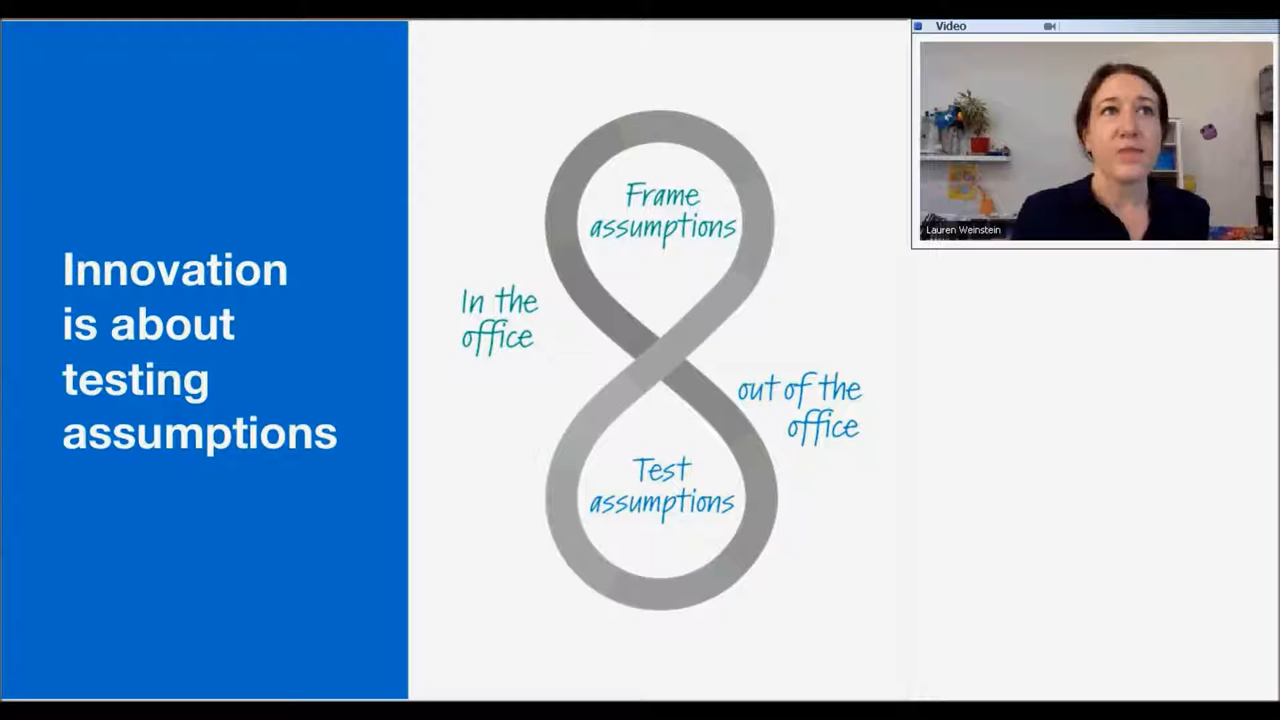 Innovation
is about
testing
assumptions
Frame
assumptions
In the
office
out of the
office
Test
assumptions
Video
Lauren Weinstein